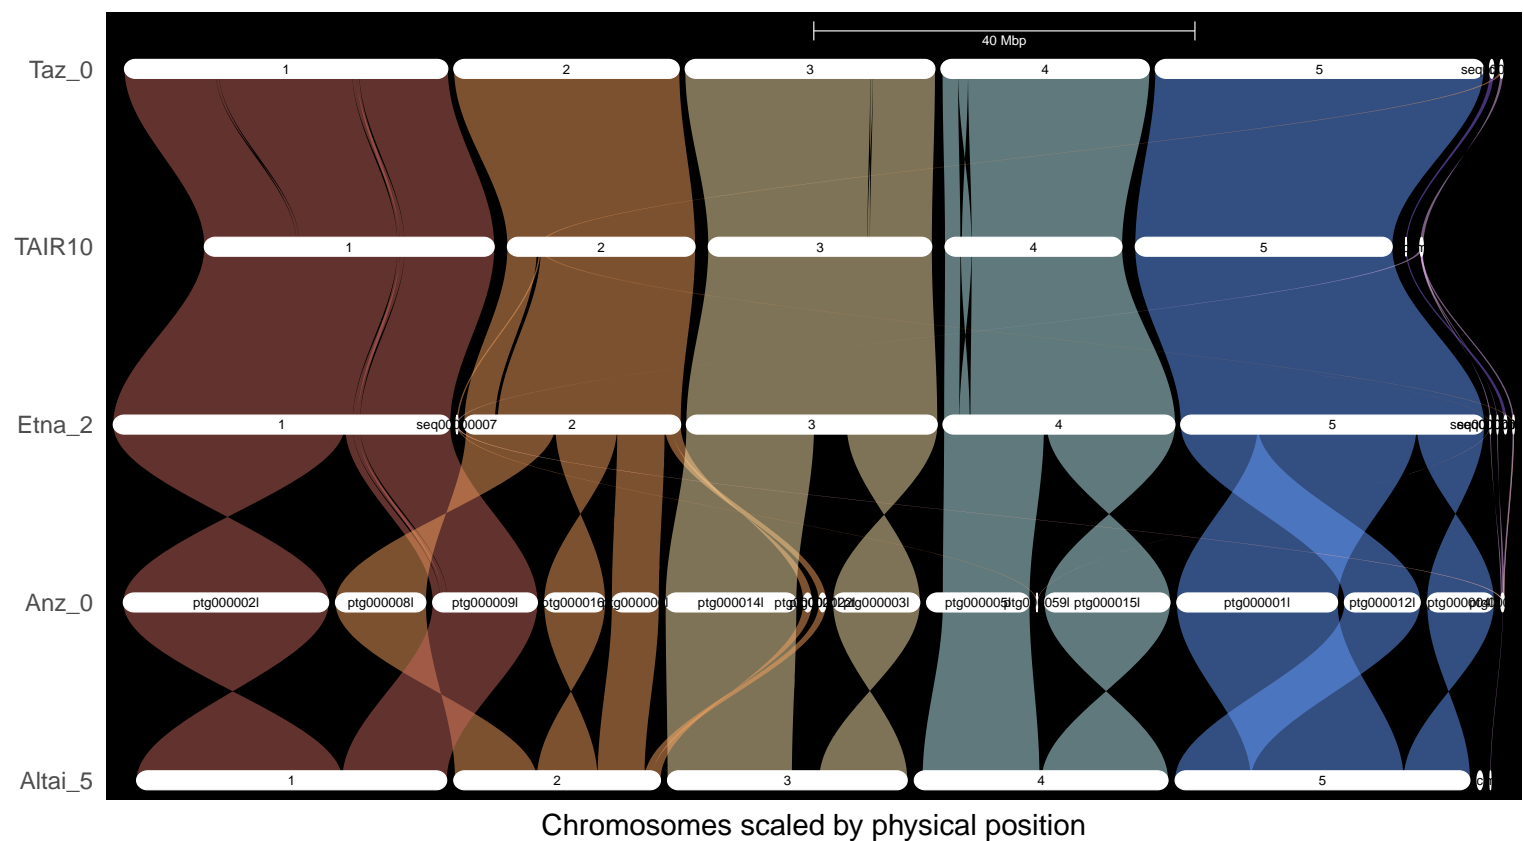 40 Mbp
Taz_0 1 2 3 4 5
TAIR10 1 2 3 4 5
Etna_2 1 seq00000007 2 3 4 5
Anz_0 ptg000002l ptg000008l ptg000009l ptg000016 ptg000014l ptg000003l ptg000005l ptg000015l ptg000001l ptg000012l
Altai_5 1 2 3 4 5
Chromosomes scaled by physical position